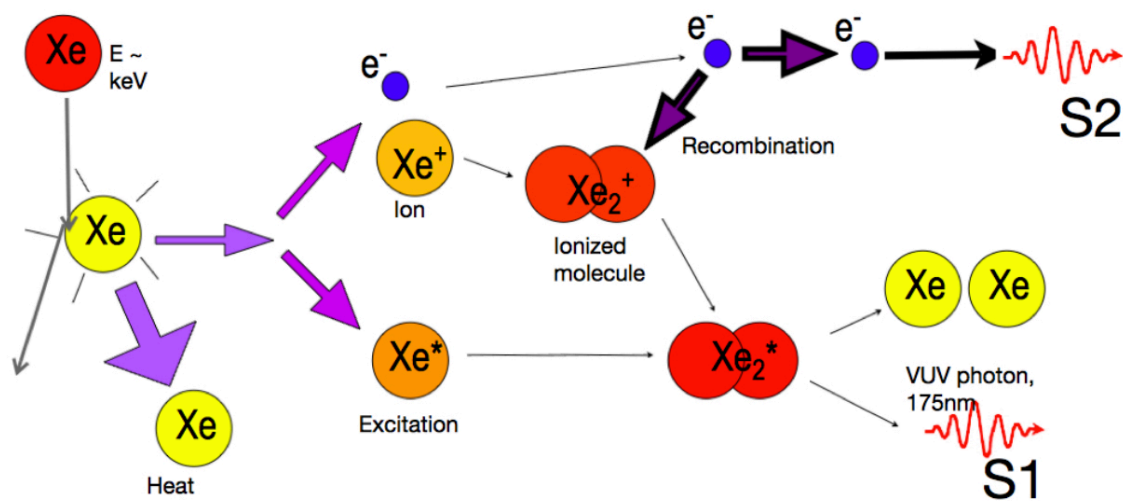 Xe
E ~
keV
e-
e-
e-
S2
Recombination
Xe+
Ion
Xe2+
Ionized
molecule
Xe
Xe
Xe
Xe*
Excitation
Xe2*
VUV photon,
175nm
S1
Xe
Heat